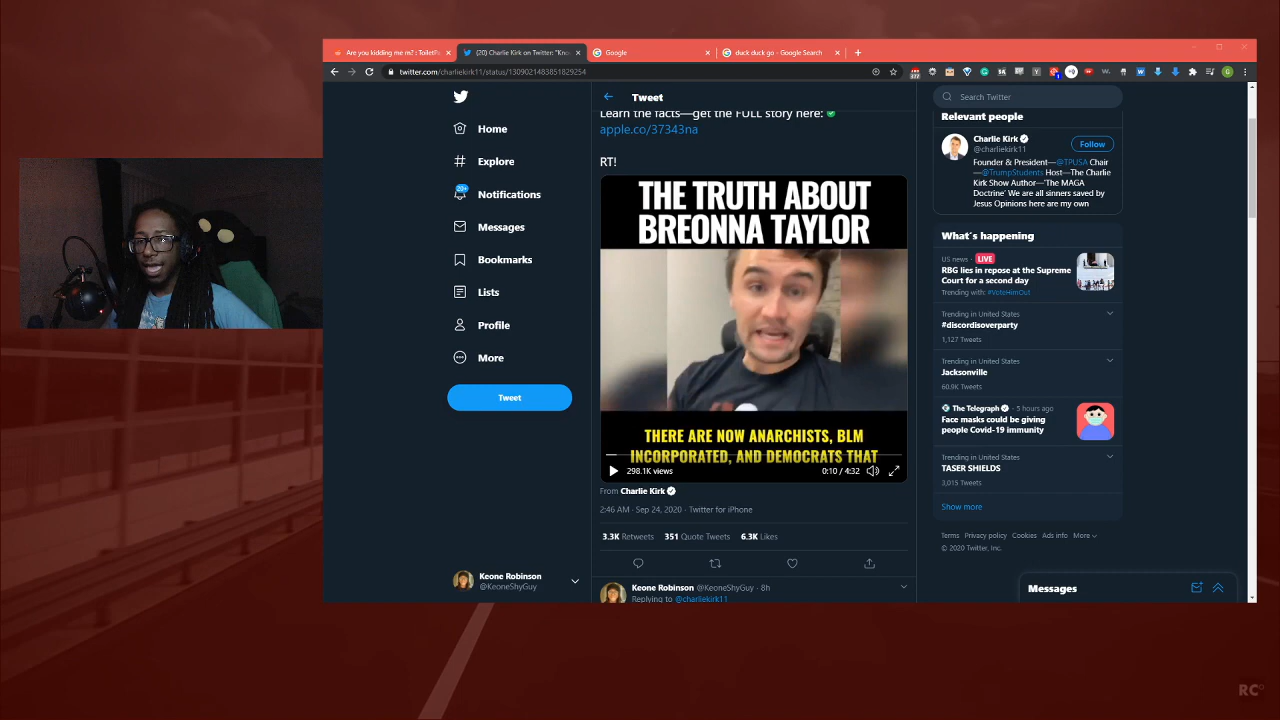 Are you kidding me m? : ToiletPa
(20) Charlie Kirk on Twitter: "Kno
Google
duck duck go - Google Search
twitter.com/charliekirk11/status/1309021483851829254
Home
Explore
20+
Notifications
Messages
Bookmarks
Lists
Profile
More
Tweet
Keone Robinson
@KeoneShyGuy
Tweet
Learn the facts—get the FULL story here:
apple.co/37343na
RT!
THE TRUTH ABOUT
BREONNA TAYLOR
THERE ARE NOW ANARCHISTS, BLM
INCORPORATED, AND DEMOCRATS THAT
298.1K views
0:10 / 4:32
From Charlie Kirk
2:46 AM · Sep 24, 2020 · Twitter for iPhone
3.3K Retweets 351 Quote Tweets 6.3K Likes
Keone Robinson @KeoneShyGuy · 8h
Replying to @charliekirk11
Search Twitter
Relevant people
Charlie Kirk
@charliekirk11
Follow
Founder & President—@TPUSA Chair
—@TrumpStudents Host—The Charlie
Kirk Show Author—'The MAGA
Doctrine' We are all sinners saved by
Jesus Opinions here are my own
What's happening
US news · LIVE
RBG lies in repose at the Supreme
Court for a second day
Trending with: #VoteHimOut
Trending in United States
#discordisoverparty
1,127 Tweets
Trending in United States
Jacksonville
60.9K Tweets
The Telegraph · 5 hours ago
Face masks could be giving
people Covid-19 immunity
Trending in United States
TASER SHIELDS
3,015 Tweets
Show more
Terms Privacy policy Cookies Ads info More
© 2020 Twitter, Inc.
Messages
RC